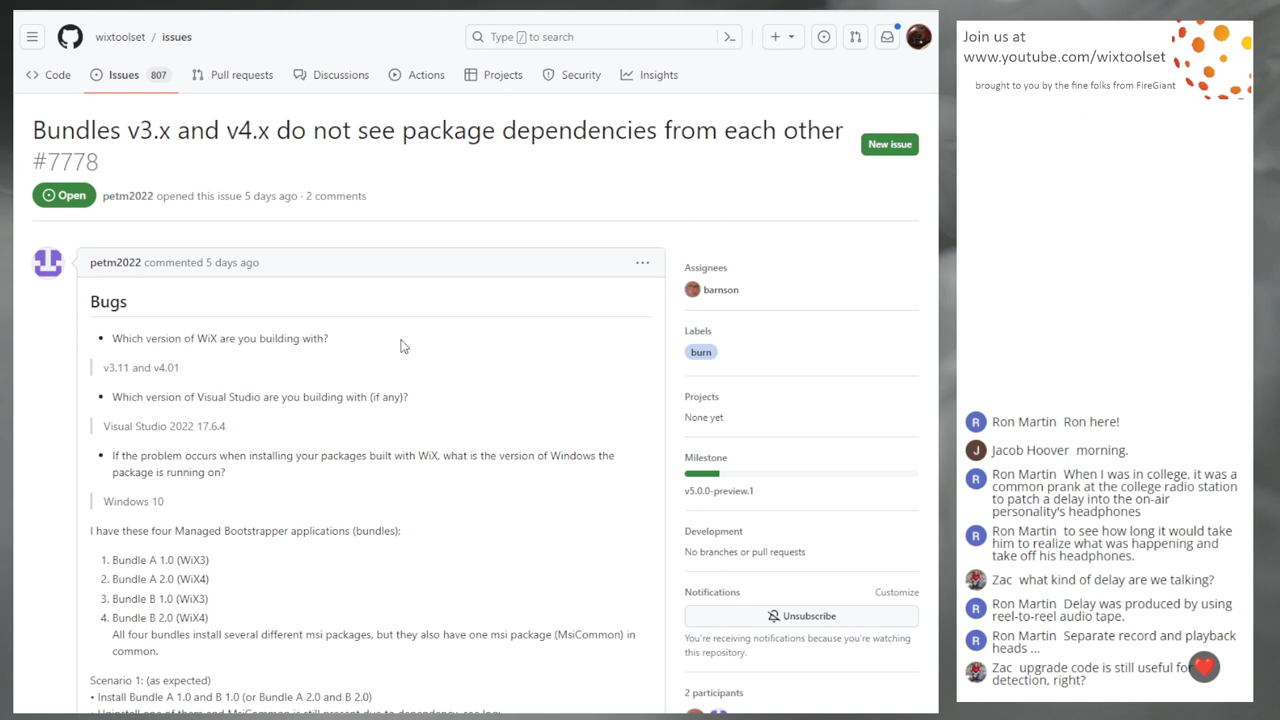 wixtoolset / issues
Type / to search
Code
Issues 807
Pull requests
Discussions
Actions
Projects
Security
Insights
Bundles v3.x and v4.x do not see package dependencies from each other
#7778
New issue
Open petm2022 opened this issue 5 days ago · 2 comments
petm2022 commented 5 days ago
Bugs
• Which version of WiX are you building with?
v3.11 and v4.01
• Which version of Visual Studio are you building with (if any)?
Visual Studio 2022 17.6.4
• If the problem occurs when installing your packages built with WiX, what is the version of Windows the
package is running on?
Windows 10
I have these four Managed Bootstrapper applications (bundles):
1. Bundle A 1.0 (WiX3)
2. Bundle A 2.0 (WiX4)
3. Bundle B 1.0 (WiX3)
4. Bundle B 2.0 (WiX4)
All four bundles install several different msi packages, but they also have one msi package (MsiCommon) in
common.
Scenario 1: (as expected)
• Install Bundle A 1.0 and B 1.0 (or Bundle A 2.0 and B 2.0)
Assignees
barnson
Labels
burn
Projects
None yet
Milestone
v5.0.0-preview.1
Development
No branches or pull requests
Notifications Customize
Unsubscribe
You're receiving notifications because you're watching
this repository.
2 participants
Join us at
www.youtube.com/wixtoolset
brought to you by the fine folks from FireGiant
R Ron Martin Ron here!
J Jacob Hoover morning.
R Ron Martin When I was in college, it was a
common prank at the college radio station
to patch a delay into the on-air
personality's headphones
R Ron Martin to see how long it would take
him to realize what was happening and
take off his headphones.
Zac what kind of delay are we talking?
R Ron Martin Delay was produced by using
reel-to-reel audio tape.
R Ron Martin Separate record and playback
heads ...
Zac upgrade code is still useful for
detection, right?